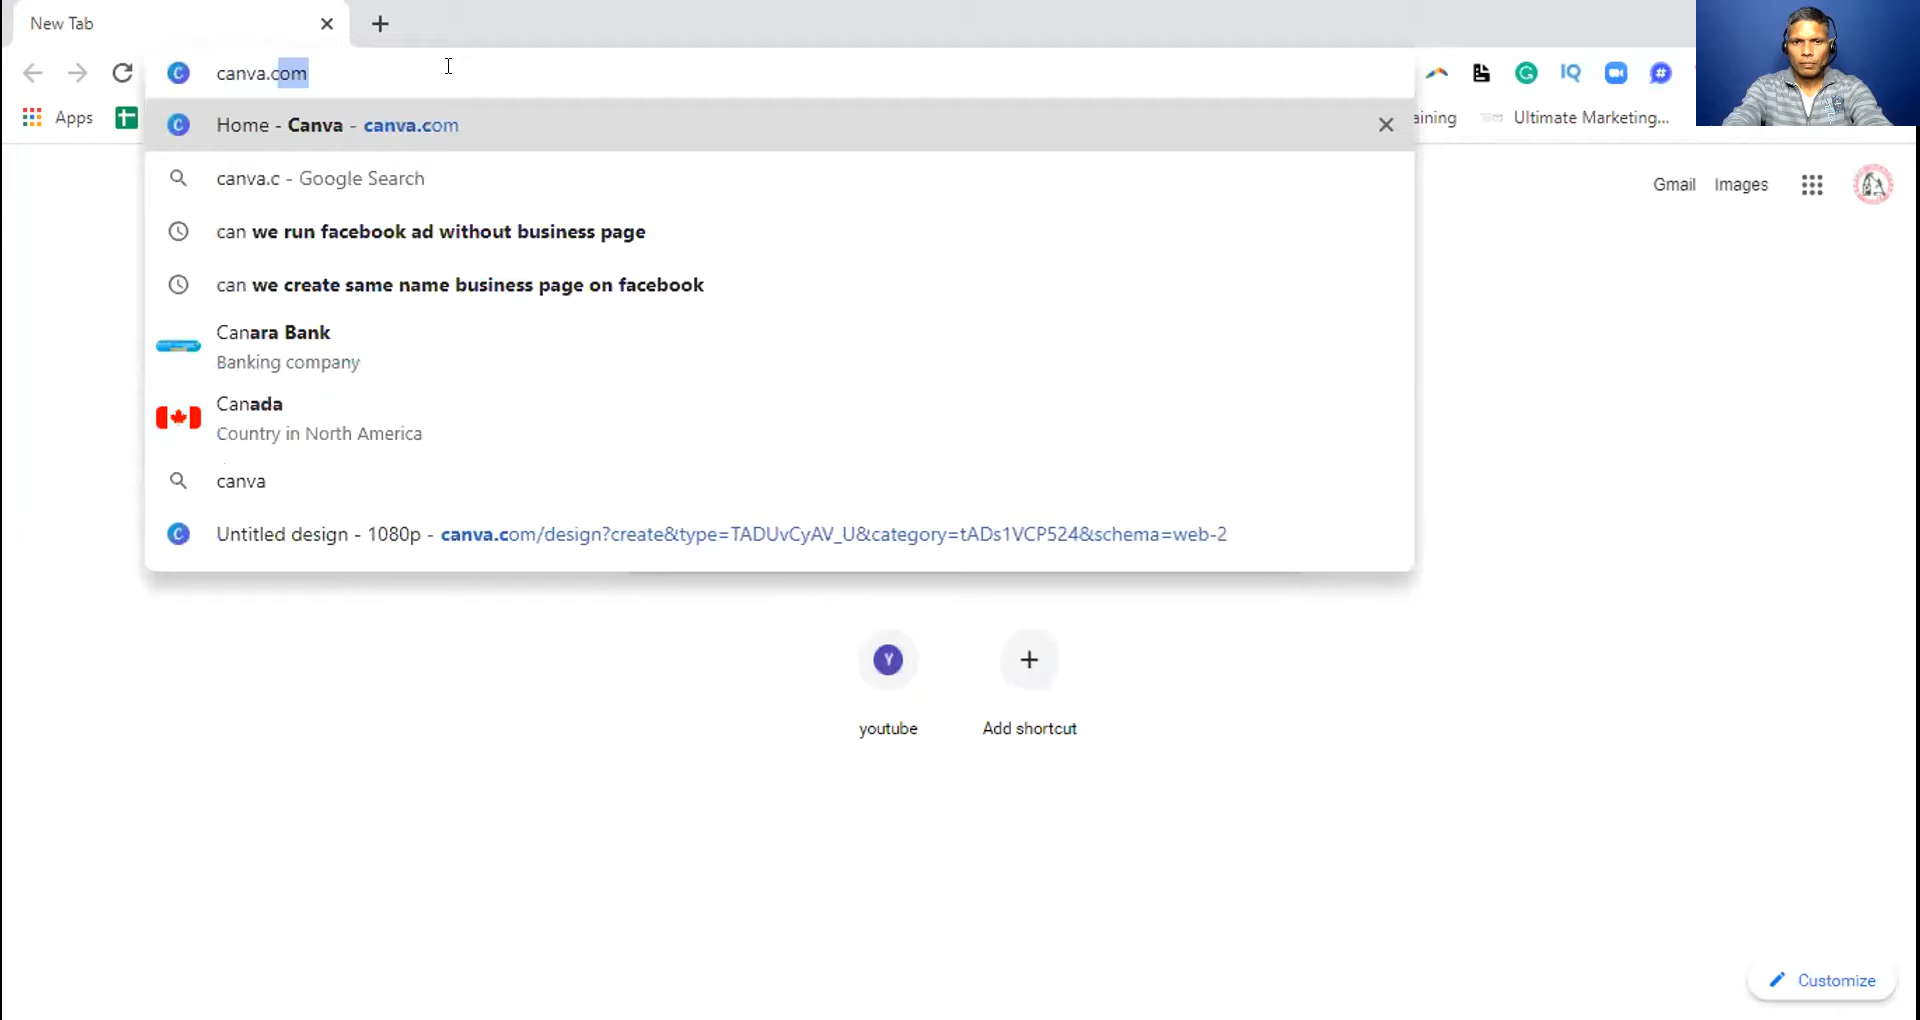 New Tab
canva.com
Home - Canva - canva.com
canva.c - Google Search
can we run facebook ad without business page
can we create same name business page on facebook
Canara Bank
Banking company
Canada
Country in North America
canva
Untitled design - 1080p - canva.com/design?create&type=TADUvCyAV_U&category=tADs1VCP524&schema=web-2
Apps
aining
Ultimate Marketing...
IQ
Gmail
Images
Y
youtube
Add shortcut
Customize